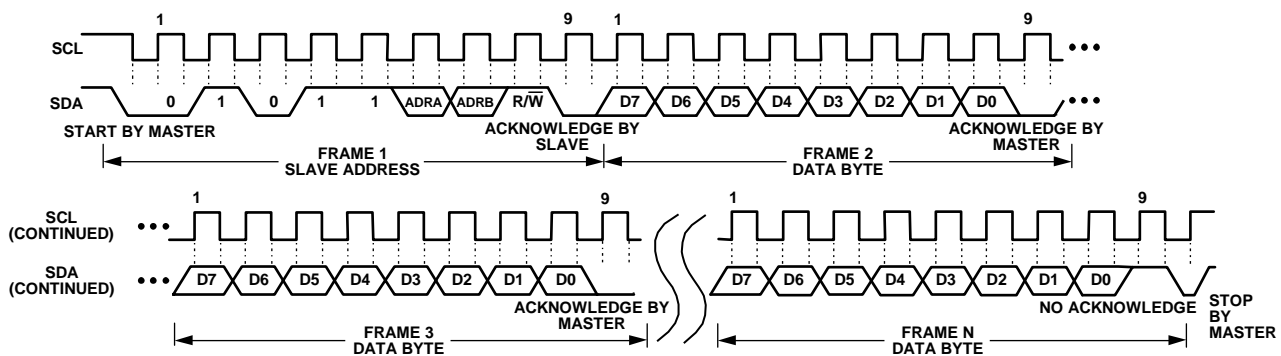 1 9 1 9
SCL
SDA 0 1 0 1 1 ADRA ADRB R/W D7 D6 D5 D4 D3 D2 D1 D0
START BY MASTER ACKNOWLEDGE BY SLAVE ACKNOWLEDGE BY MASTER
FRAME 1 SLAVE ADDRESS FRAME 2 DATA BYTE
1 9 1 9
SCL (CONTINUED)
SDA (CONTINUED) D7 D6 D5 D4 D3 D2 D1 D0 D7 D6 D5 D4 D3 D2 D1 D0
ACKNOWLEDGE BY MASTER NO ACKNOWLEDGE STOP BY MASTER
FRAME 3 DATA BYTE FRAME N DATA BYTE